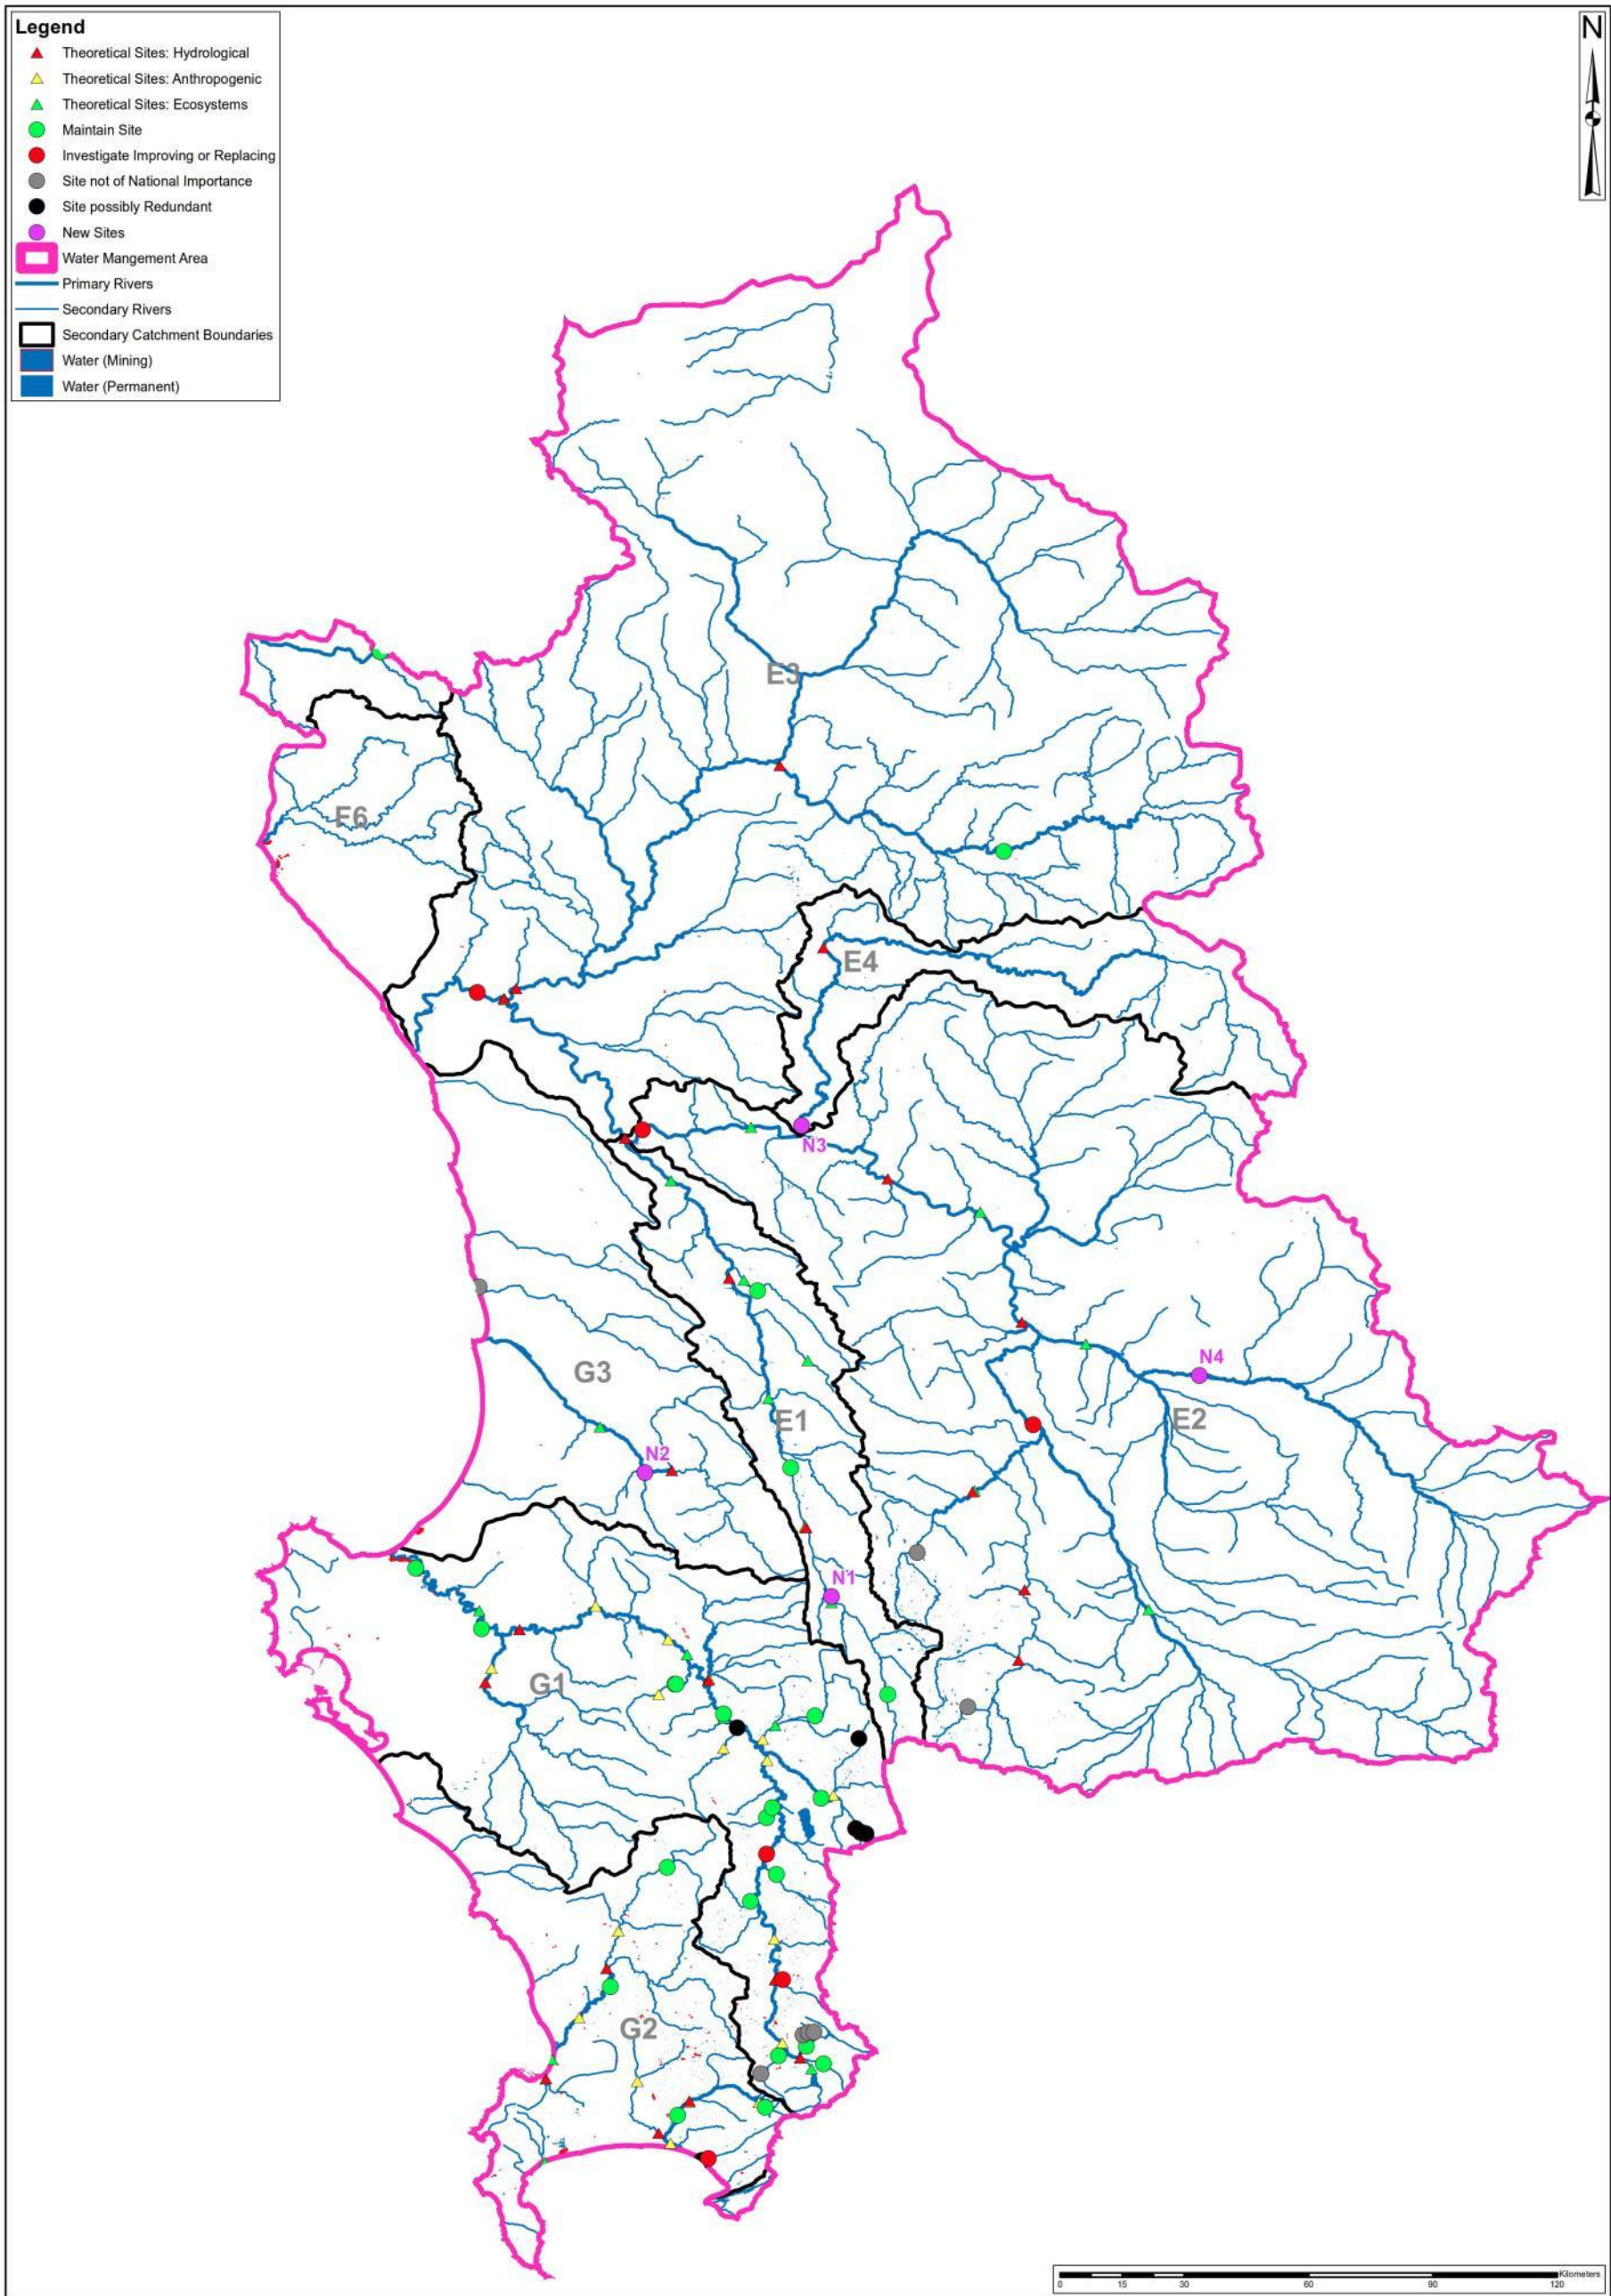 Legend
Theoretical Sites: Hydrological
Theoretical Sites: Anthropogenic
Theoretical Sites: Ecosystems
Maintain Site
Investigate Improving or Replacing
Site not of National Importance
Site possibly Redundant
New Sites
Water Mangement Area
Primary Rivers
Secondary Rivers
Secondary Catchment Boundaries
Water (Mining)
Water (Permanent)
N
E3
F6
E4
N3
N4
G3
E1
E2
N2
N1
G1
G2
Kilometers
0 15 30 60 90 120